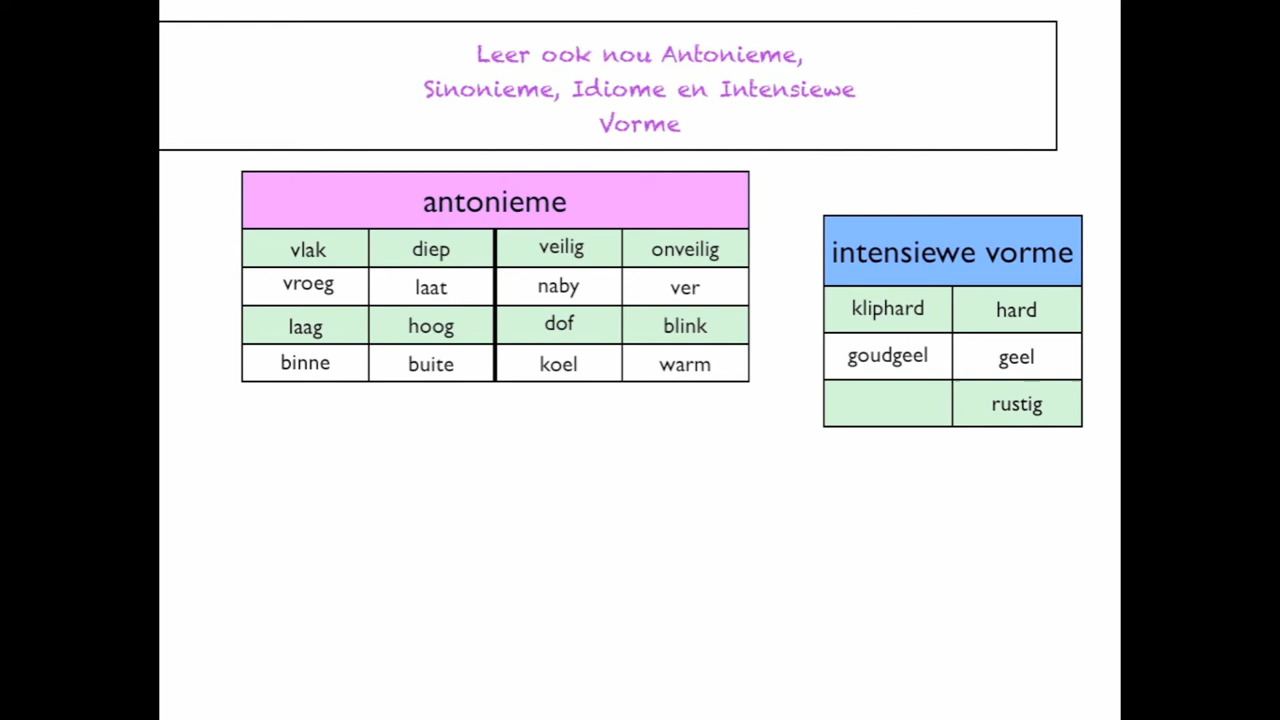 Leer ook nou Antonieme,
Sinonieme, Idiome en Intensiewe
Vorme
antonieme
vlak diep veilig onveilig
vroeg laat naby ver
laag hoog dof blink
binne buite koel warm
intensiewe vorme
kliphard hard
goudgeel geel
rustig